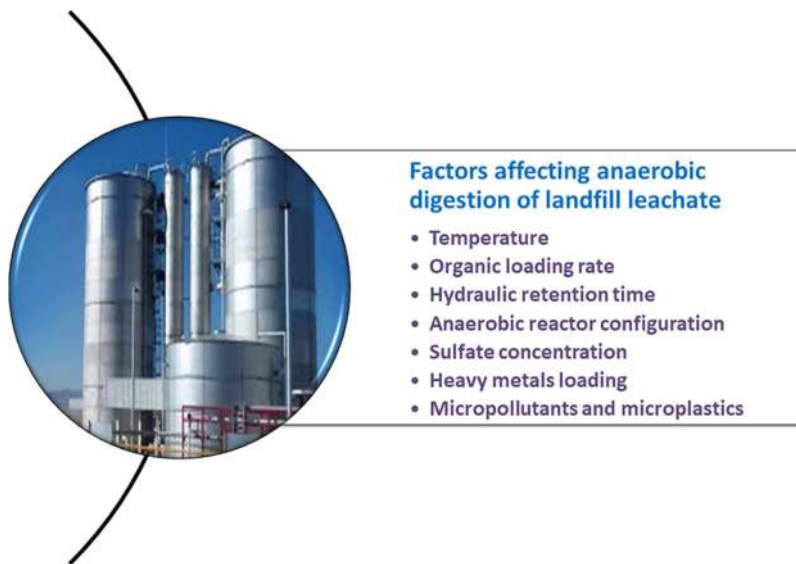 Factors affecting anaerobic
digestion of landfill leachate
• Temperature
• Organic loading rate
• Hydraulic retention time
• Anaerobic reactor configuration
• Sulfate concentration
• Heavy metals loading
• Micropollutants and microplastics